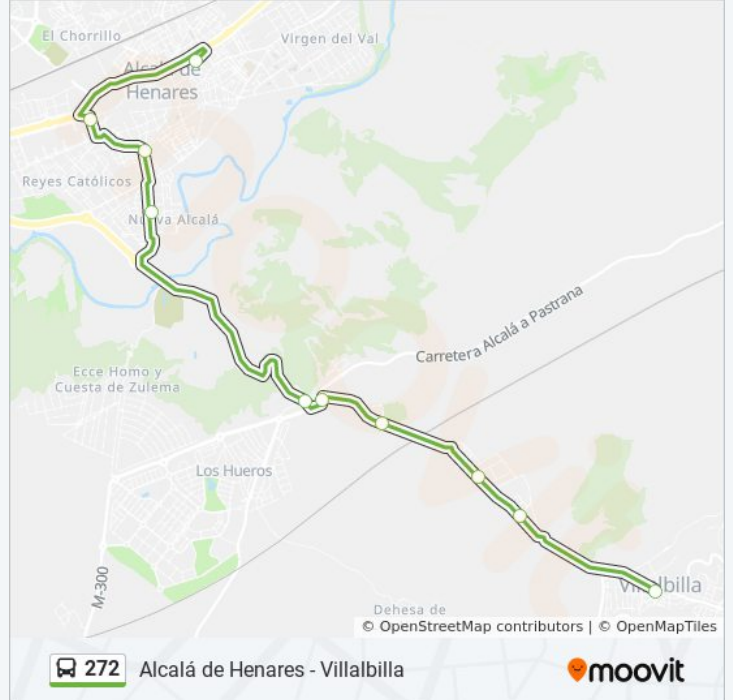 El Chorrillo
Virgen del Val
Alcalá de
Henares
Reyes Católicos
Nueva Alcalá
Carretera Alcalá a Pastrana
Ecce Homo y
Cuesta de Zulema
Los Hueros
M-300
Villalbilla
Dehesa de
© OpenStreetMap contributors | © OpenMapTiles
272 Alcalá de Henares - Villalbilla
moovit